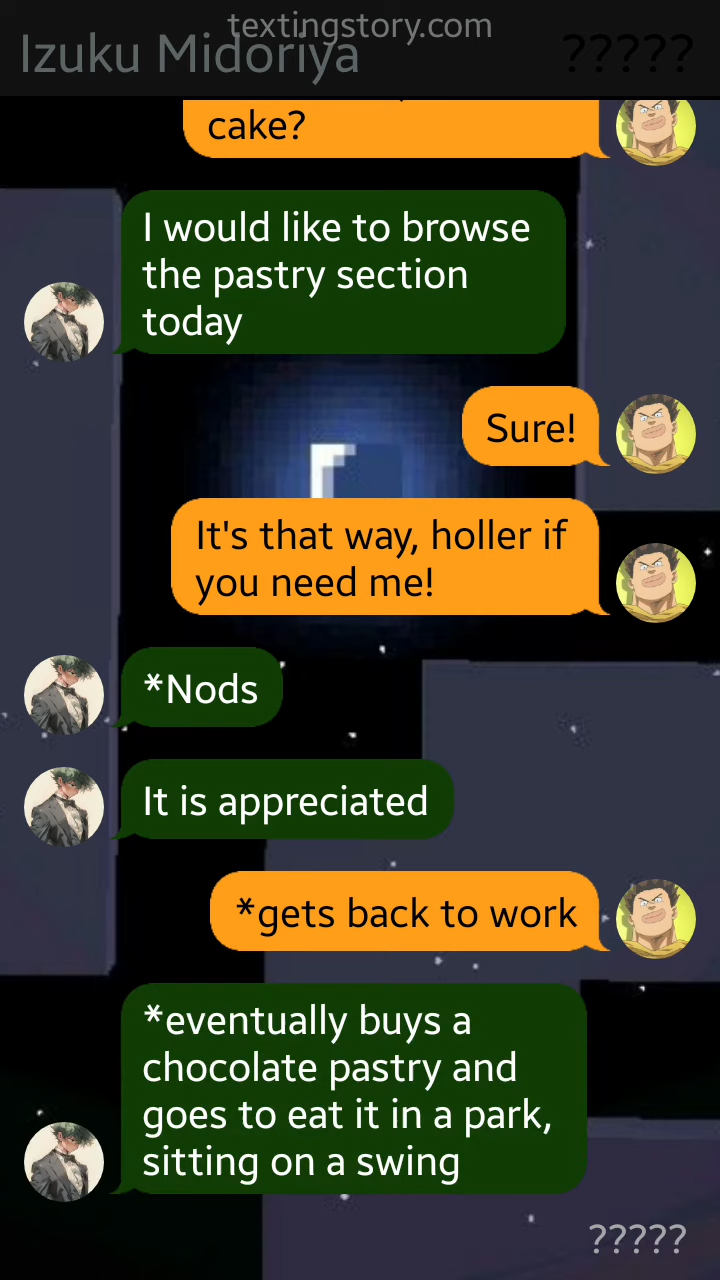 textingstory.com
Izuku Midoriya ?????
cake?
I would like to browse
the pastry section
today
Sure!
It's that way, holler if
you need me!
*Nods
It is appreciated
*gets back to work
*eventually buys a
chocolate pastry and
goes to eat it in a park,
sitting on a swing
?????